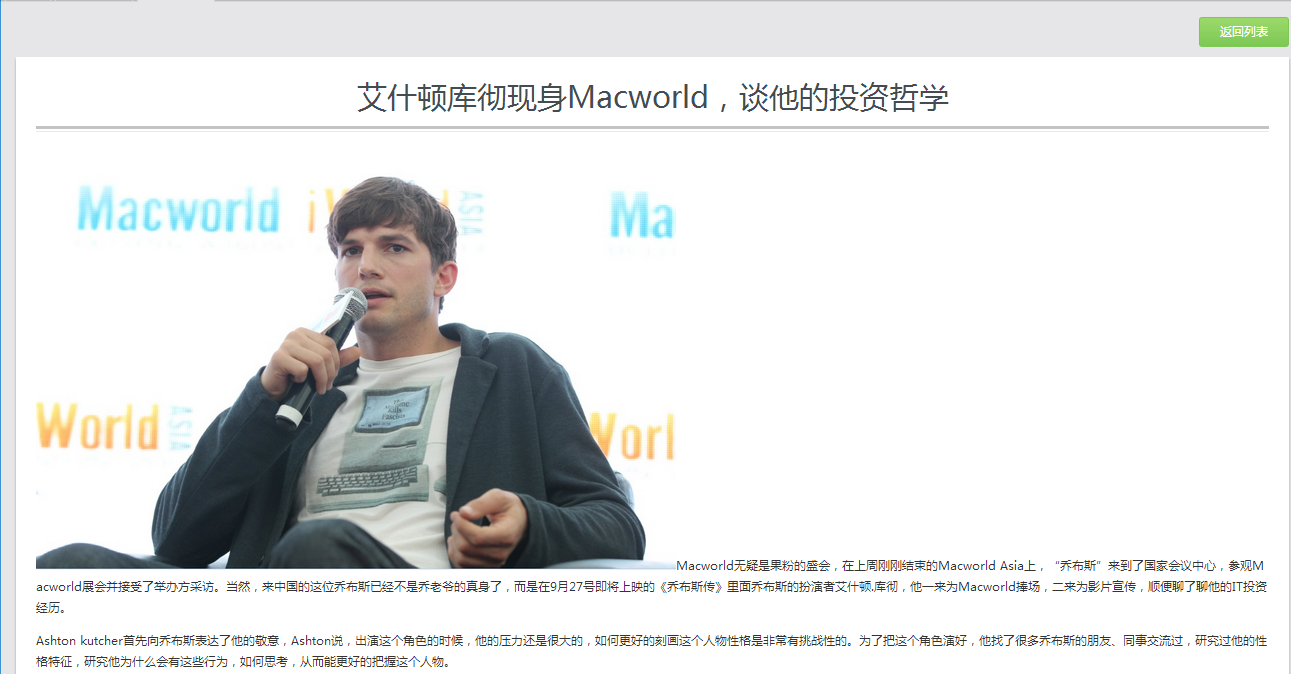 返回列表
艾什顿库彻现身Macworld，谈他的投资哲学
Macworld i W ld ASIA Ma
World ASIA Worl
Macworld无疑是果粉的盛会，在上周刚刚结束的Macworld Asia上，“乔布斯”来到了国家会议中心，参观M
acworld展会并接受了举办方采访。当然，来中国的这位乔布斯已经不是乔老爷的真身了，而是在9月27号即将上映的《乔布斯传》里面乔布斯的扮演者艾什顿.库彻，他一来为Macworld捧场，二来为影片宣传，顺便聊了聊他的IT投资
经历。
Ashton kutcher首先向乔布斯表达了他的敬意，Ashton说，出演这个角色的时候，他的压力还是很大的，如何更好的刻画这个人物性格是非常有挑战性的。为了把这个角色演好，他找了很多乔布斯的朋友、同事交流过，研究过他的性
格特征，研究他为什么会有这些行为，如何思考，从而能更好的把握这个人物。